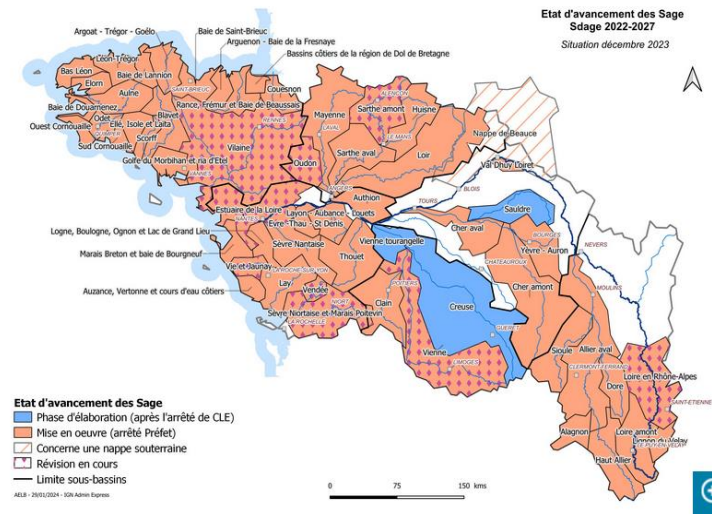 Etat d'avancement des Sage
Sdage 2022-2027
Situation décembre 2023
Argoat - Trégor - Goëlo
Baie de Saint-Brieuc
Arguenon - Baie de la Fresnaye
Bassins côtiers de la région de Dol de Bretagne
Léon-Trégor
Bas Léon
Baie de Lannion
SAINT-BRIEUC
Couesnon
Elorn
Aulne
Rance, Frémur et Baie de Beaussais
Baie de Douarnenez
Blavet
Odet
Ellé, Isole et Laïta
Ouest Cornouaille
QUIMPER
Scorff
Sud Cornouaille
Vilaine
RENNES
Golfe du Morbihan et ria d'Etel
VANNES
Mayenne
LAVAL
ALENÇON
Sarthe amont
Huisne
LE MANS
Sarthe aval
Loir
Oudon
Nappe de Beauce
Val Dhuy Loiret
BLOIS
ANGERS
TOURS
Authion
Estuaire de la Loire
NANTES
Layon, Aubance - Louets
Evre - Thau - St Denis
Logne, Boulogne, Ognon et Lac de Grand Lieu
Sèvre Nantaise
Vienne tourangelle
Thouet
Marais Breton et baie de Bourgneuf
Vie et Jaunay
LA ROCHE-SUR-YON
Auzance, Vertonne et cours d'eau côtiers
Lay
Vendée
NIORT
Sèvre Niortaise et Marais Poitevin
LA ROCHELLE
Clain
POITIERS
Sauldre
Cher aval
BOURGES
Yèvre - Auron
CHATEAUROUX
NEVERS
Cher amont
MOULINS
Creuse
GUERET
Vienne
LIMOGES
Sioule
Allier aval
CLERMONT-FERRAND
Loire en Rhône-Alpes
Dore
SAINT-ETIENNE
Alagnon
Loire amont
Lignon du Velay
LE-PUY-EN-VELAY
Haut Allier
Etat d'avancement des Sage
Phase d'élaboration (après l'arrêté de CLE)
Mise en oeuvre (arrêté Préfet)
Concerne une nappe souterraine
Révision en cours
Limite sous-bassins
AELB - 29/01/2024 - IGN Admin Express
0 75 150 kms